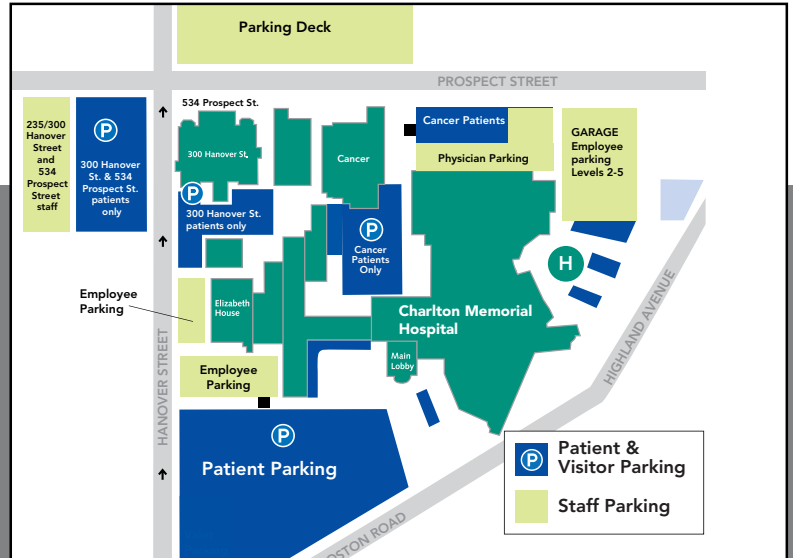 Parking Deck
PROSPECT STREET
534 Prospect St.
235/300
Hanover
Street
and
534
Prospect
Street
staff
P
300 Hanover
St. & 534
Prospect St.
patients
only
300 Hanover St.
Cancer
Cancer Patients
Physician Parking
GARAGE
Employee
parking
Levels 2-5
P
300 Hanover St.
patients only
P
Cancer
Patients
Only
H
Employee
Parking
Elizabeth
House
Charlton Memorial
Hospital
Main
Lobby
Employee
Parking
HANOVER STREET
HIGHLAND AVENUE
P
Patient Parking
ROAD
P
Patient &
Visitor Parking
Staff Parking